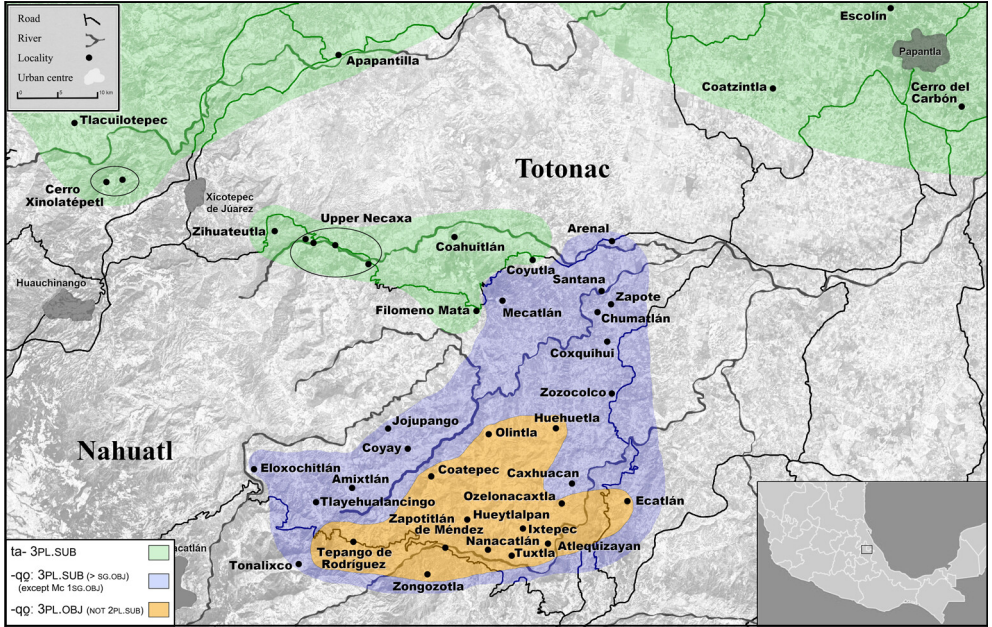 Road
River
Locality
Urban centre
0 5 10 km
Escolín
Papantla
Apapantilla
Coatzintla
Cerro del
Carbón
Tlacuilotepec
Totonac
Cerro
Xinolatépetl
Xicotepec
de Júarez
Upper Necaxa
Zihuateutla
Arenal
Coahuitlán
Coyutla
Santana
Huauchinango
Zapote
Filomeno Matá
Mecatlán
Chumatlán
Coxquihui
Zozocolco
Jojupango
Huehuetla
Olintla
Nahuatl
Coyay
Eloxochitlán
Coatepec
Caxhuacan
Amixtlán
Ozelonacaxtla
Ecatlán
Tlayehualancingo
Hueytlalpan
Zapotitlán
de Méndez
Ixtepec
Nanacatlán
Atlequizayan
Tepango de
Rodríguez
Tuxtla
Tonalixco
Zongozotla
acatlán
ta- 3PL.SUB
-qo̰ː 3PL.SUB (> SG.OBJ)
(except Mc 1SG.OBJ)
-qo̰ː 3PL.OBJ (NOT 2PL.SUB)